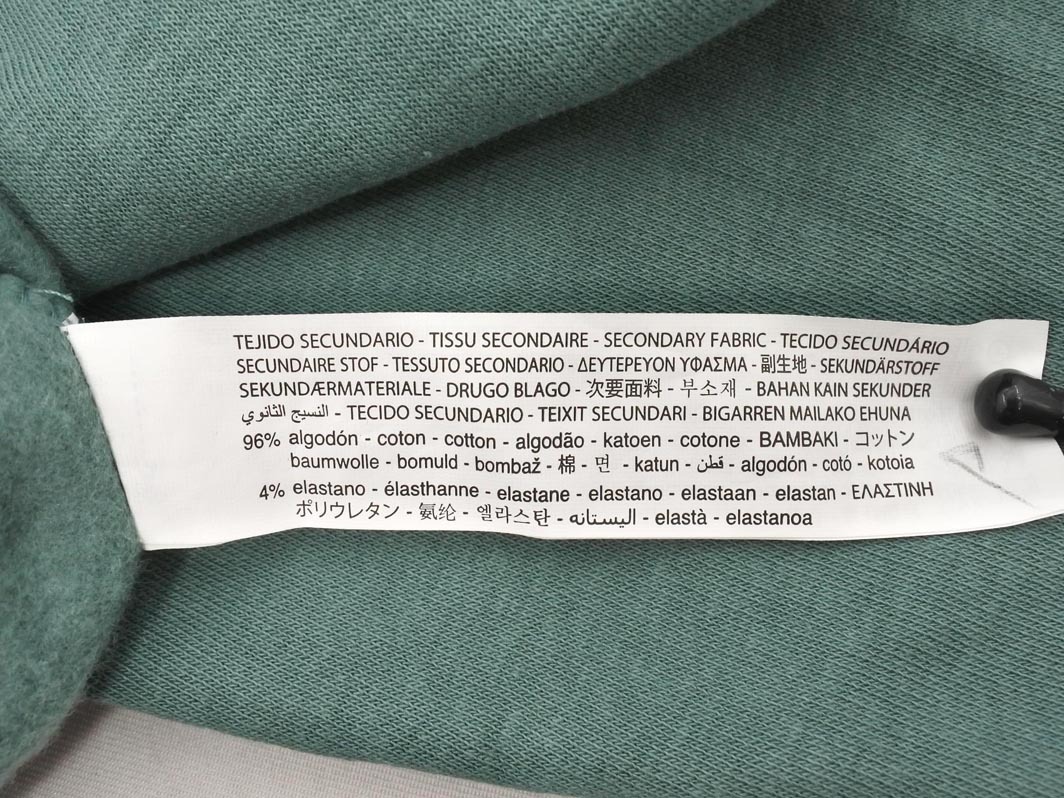 TEJIDO SECUNDARIO - TISSU SECONDAIRE - SECONDARY FABRIC - TECIDO SECUNDÁRIO
SECUNDAIRE STOF - TESSUTO SECONDARIO - ΔΕΥΤΕΡΕΥΟΝ ΥΦΑΣΜΑ - 副生地 - SEKUNDÄRSTOFF
SEKUNDÆRMATERIALE - DRUGO BLAGO - 次要面料 - 부소재 - BAHAN KAIN SEKUNDER
النسيج الثانوي - TECIDO SECUNDARIO - TEIXIT SECUNDARI - BIGARREN MAILAKO EHUNA
96% algodón - coton - cotton - algodão - katoen - cotone - BAMBAKI - コットン
baumwolle - bomuld - bombaž - 棉 - 면 - katun - قطن - algodón - cotó - kotoia
4% elastano - élasthanne - elastane - elastano - elastaan - elastan - ΕΛΑΣΤΙΝΗ
ポリウレタン - 氨纶 - 엘라스탄 - اليستانه - elastà - elastanoa